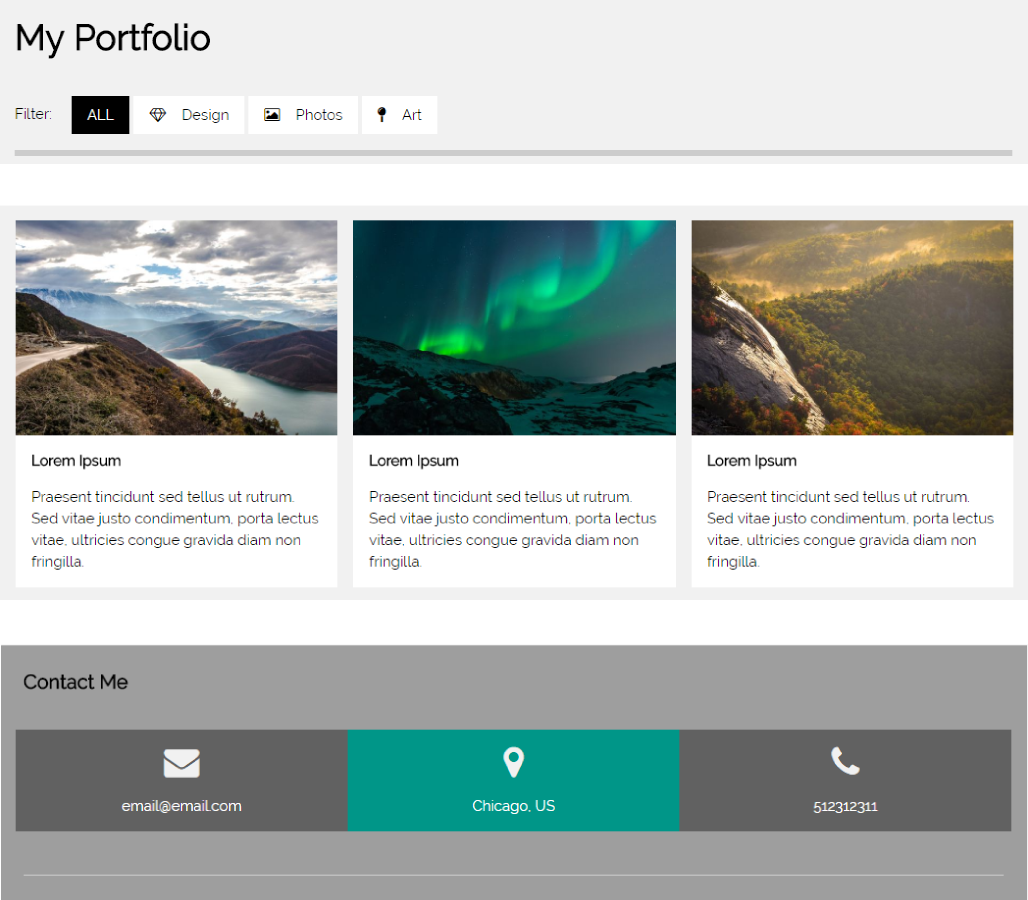 My Portfolio
Filter: ALL Design Photos Art
Lorem Ipsum
Praesent tincidunt sed tellus ut rutrum.
Sed vitae justo condimentum, porta lectus
vitae, ultricies congue gravida diam non
fringilla.
Lorem Ipsum
Praesent tincidunt sed tellus ut rutrum.
Sed vitae justo condimentum, porta lectus
vitae, ultricies congue gravida diam non
fringilla.
Lorem Ipsum
Praesent tincidunt sed tellus ut rutrum.
Sed vitae justo condimentum, porta lectus
vitae, ultricies congue gravida diam non
fringilla.
Contact Me
email@email.com
Chicago, US
512312311